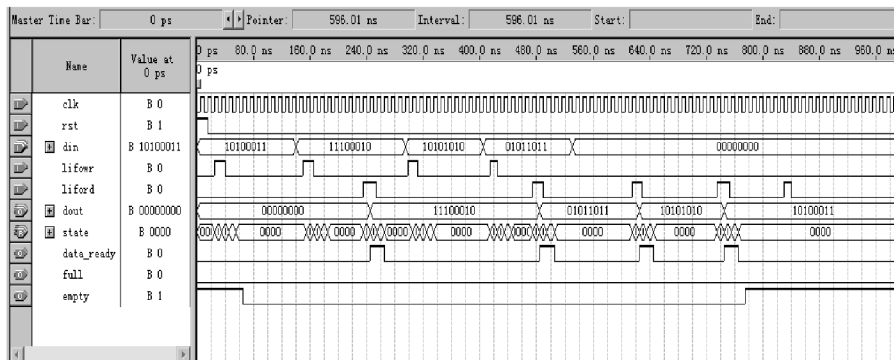 Master Time Bar: 0 ps Pointer: 596.01 ns Interval: 596.01 ns Start: End:
Name Value at 0 ps
0 ps 80.0 ns 160.0 ns 240.0 ns 320.0 ns 400.0 ns 480.0 ns 560.0 ns 640.0 ns 720.0 ns 800.0 ns 880.0 ns 960.0 ns
0 ps
clk B 0
rst B 1
din B 10100011 10100011 11100010 10101010 01011011 00000000
lifowr B 0
liford B 0
dout B 00000000 00000000 11100010 01011011 10101010 10100011
state B 0000 0000 0000 0000 0000 0000 0000 0000
data_ready B 0
full B 0
empty B 1